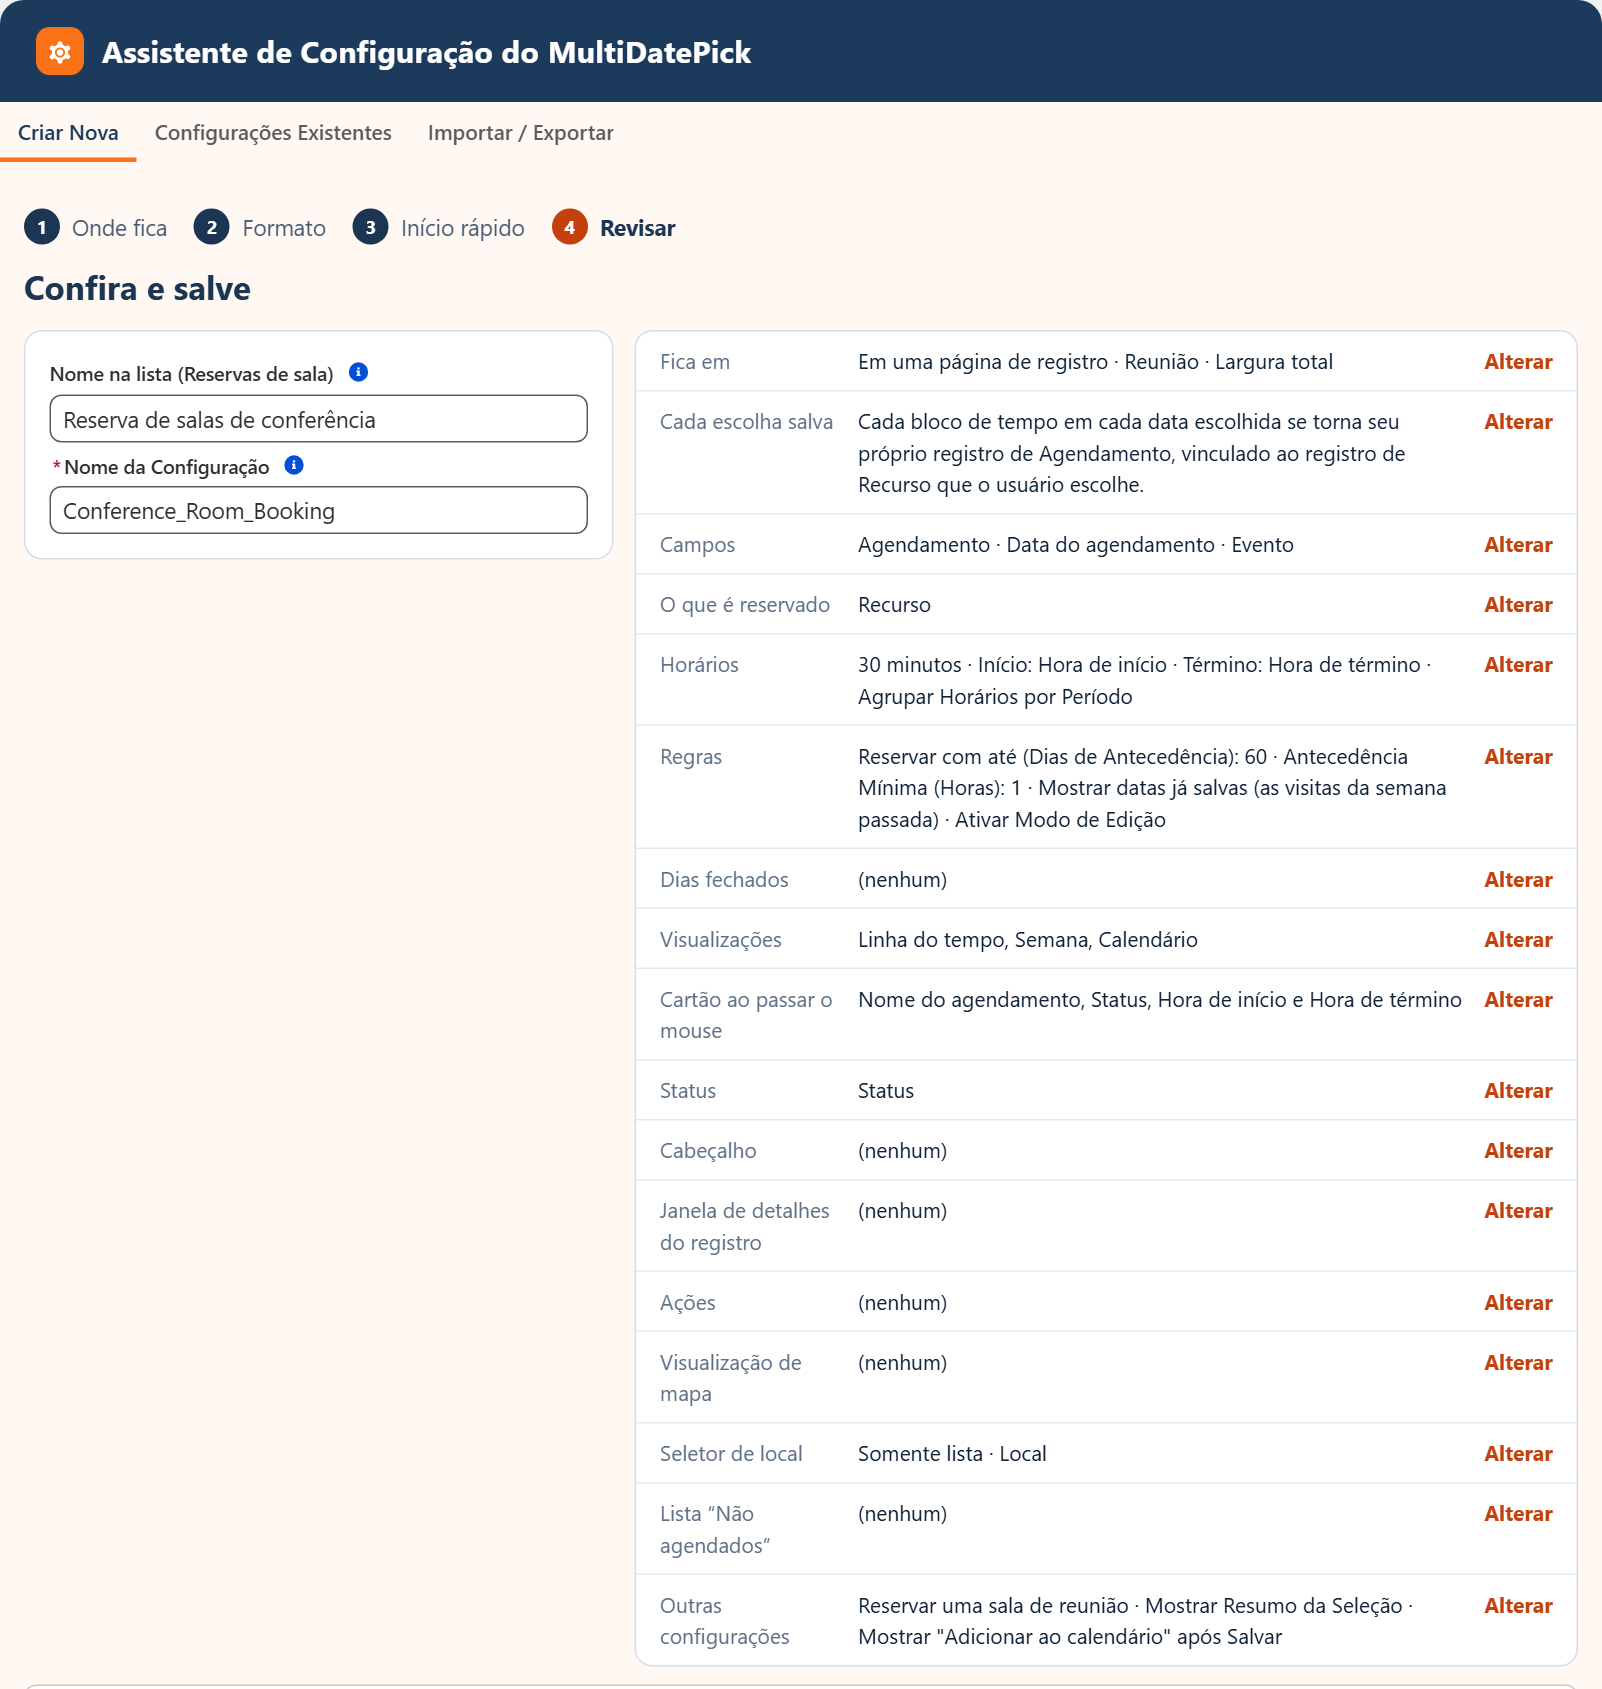 Assistente de Configuração do MultiDatePick
Criar Nova
Configurações Existentes
Importar / Exportar
1 Onde fica
2 Formato
3 Início rápido
4 Revisar
Confira e salve
Nome na lista (Reservas de sala)
Reserva de salas de conferência
*Nome da Configuração
Conference_Room_Booking
Fica em
Em uma página de registro · Reunião · Largura total
Alterar
Cada escolha salva
Cada bloco de tempo em cada data escolhida se torna seu
próprio registro de Agendamento, vinculado ao registro de
Recurso que o usuário escolhe.
Alterar
Campos
Agendamento · Data do agendamento · Evento
Alterar
O que é reservado
Recurso
Alterar
Horários
30 minutos · Início: Hora de início · Término: Hora de término ·
Agrupar Horários por Período
Alterar
Regras
Reservar com até (Dias de Antecedência): 60 · Antecedência
Mínima (Horas): 1 · Mostrar datas já salvas (as visitas da semana
passada) · Ativar Modo de Edição
Alterar
Dias fechados
(nenhum)
Alterar
Visualizações
Linha do tempo, Semana, Calendário
Alterar
Cartão ao passar o
mouse
Nome do agendamento, Status, Hora de início e Hora de término
Alterar
Status
Status
Alterar
Cabeçalho
(nenhum)
Alterar
Janela de detalhes
do registro
(nenhum)
Alterar
Ações
(nenhum)
Alterar
Visualização de
mapa
(nenhum)
Alterar
Seletor de local
Somente lista · Local
Alterar
Lista “Não
agendados”
(nenhum)
Alterar
Outras
configurações
Reservar uma sala de reunião · Mostrar Resumo da Seleção ·
Mostrar "Adicionar ao calendário" após Salvar
Alterar